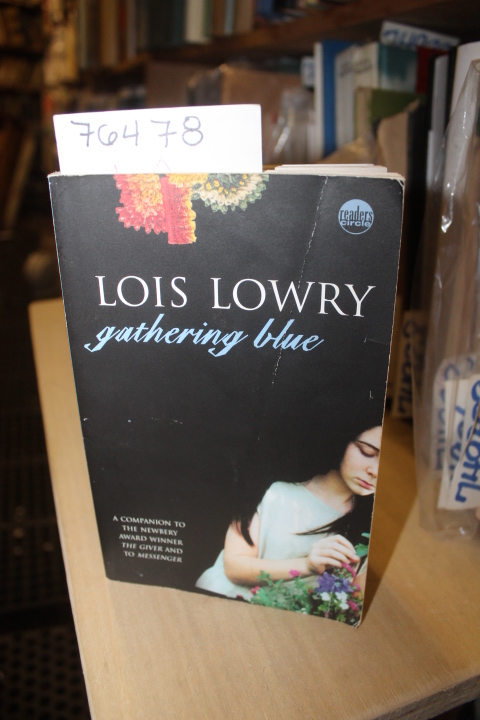 76478
readers
circle
LOIS LOWRY
gathering blue
A COMPANION TO
THE NEWBERY
AWARD WINNER
THE GIVER AND
TO MESSENGER